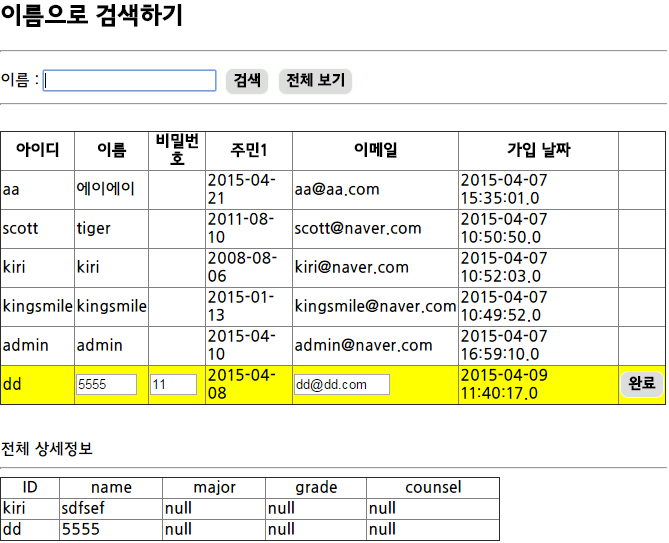 이름으로 검색하기
이름 : 검색 전체 보기
아이디 이름 비밀번호 주민1 이메일 가입 날짜
aa 에이에이 2015-04-21 aa@aa.com 2015-04-07 15:35:01.0
scott tiger 2011-08-10 scott@naver.com 2015-04-07 10:50:50.0
kiri kiri 2008-08-06 kiri@naver.com 2015-04-07 10:52:03.0
kingsmile kingsmile 2015-01-13 kingsmile@naver.com 2015-04-07 10:49:52.0
admin admin 2015-04-10 admin@naver.com 2015-04-07 16:59:10.0
dd 5555 11 2015-04-08 dd@dd.com 2015-04-09 11:40:17.0 완료
전체 상세정보
ID name major grade counsel
kiri sdfsef null null null
dd 5555 null null null